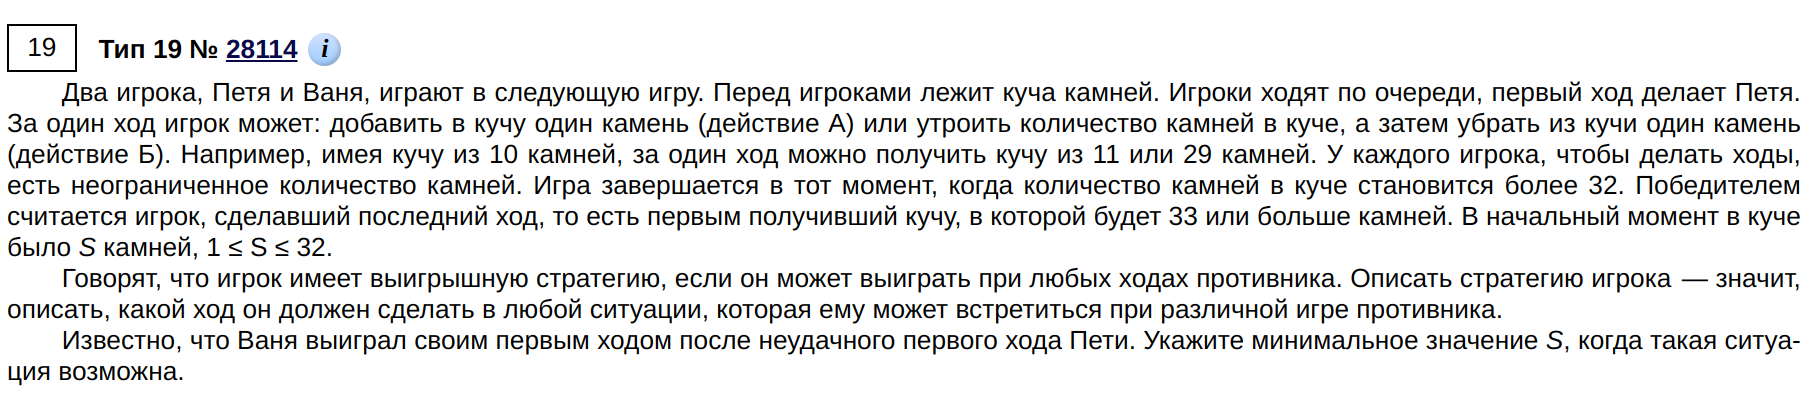 19 Тип 19 № 28114 i
Два игрока, Петя и Ваня, играют в следующую игру. Перед игроками лежит куча камней. Игроки ходят по очереди, первый ход делает Петя.
За один ход игрок может: добавить в кучу один камень (действие А) или утроить количество камней в куче, а затем убрать из кучи один камень
(действие Б). Например, имея кучу из 10 камней, за один ход можно получить кучу из 11 или 29 камней. У каждого игрока, чтобы делать ходы,
есть неограниченное количество камней. Игра завершается в тот момент, когда количество камней в куче становится более 32. Победителем
считается игрок, сделавший последний ход, то есть первым получивший кучу, в которой будет 33 или больше камней. В начальный момент в куче
было S камней, 1 ≤ S ≤ 32.
Говорят, что игрок имеет выигрышную стратегию, если он может выиграть при любых ходах противника. Описать стратегию игрока — значит,
описать, какой ход он должен сделать в любой ситуации, которая ему может встретиться при различной игре противника.
Известно, что Ваня выиграл своим первым ходом после неудачного первого хода Пети. Укажите минимальное значение S, когда такая ситуа-
ция возможна.